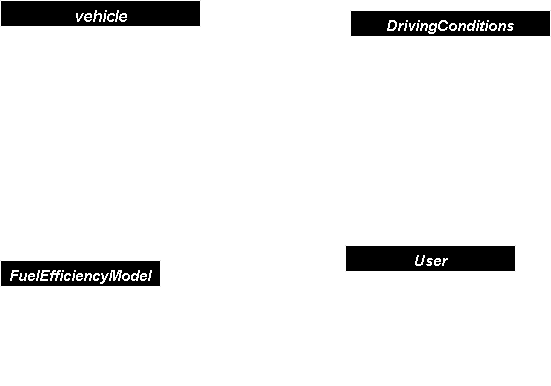 vehicle
DrivingConditions
FuelEfficiencyModel
User